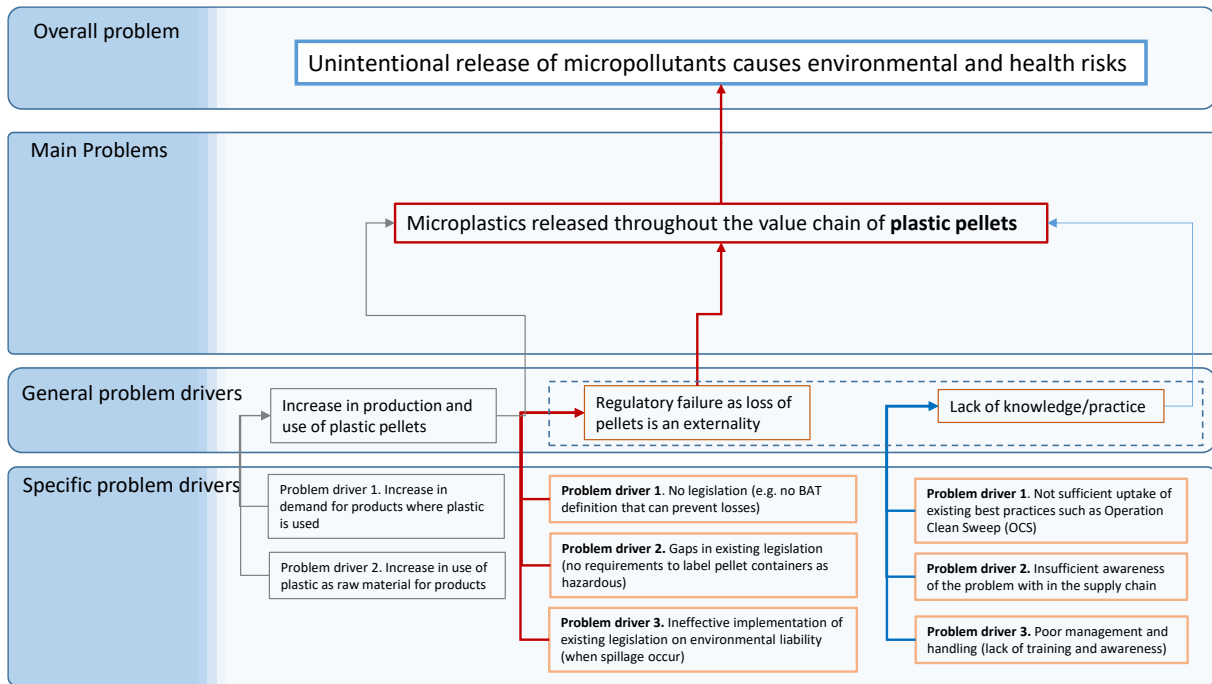 Overall problem
Unintentional release of micropollutants causes environmental and health risks
Main Problems
Microplastics released throughout the value chain of plastic pellets
General problem drivers
Increase in production and
use of plastic pellets
Regulatory failure as loss of
pellets is an externality
Lack of knowledge/practice
Specific problem drivers
Problem driver 1. Increase in
demand for products where plastic
is used
Problem driver 2. Increase in use of
plastic as raw material for products
Problem driver 1. No legislation (e.g. no BAT
definition that can prevent losses)
Problem driver 2. Gaps in existing legislation
(no requirements to label pellet containers as
hazardous)
Problem driver 3. Ineffective implementation of
existing legislation on environmental liability
(when spillage occur)
Problem driver 1. Not sufficient uptake of
existing best practices such as Operation
Clean Sweep (OCS)
Problem driver 2. Insufficient awareness
of the problem with in the supply chain
Problem driver 3. Poor management and
handling (lack of training and awareness)